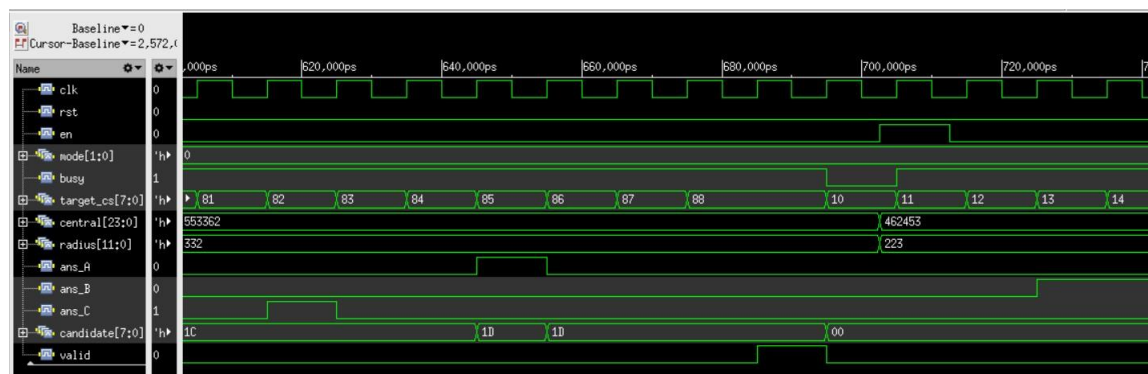 Baseline▼=0
Cursor-Baseline▼=2,572,(
Name
,000ps 620,000ps 640,000ps 660,000ps 680,000ps 700,000ps 720,000ps 7
clk 0
rst 0
en 0
mode[1:0] 'h 0
busy 1
target_cs[7:0] 'h 81 82 83 84 85 86 87 88 10 11 12 13 14
central[23:0] 'h 553362 462453
radius[11:0] 'h 332 223
ans_A 0
ans_B 0
ans_C 1
candidate[7:0] 'h 1C 1D 1D 00
valid 0